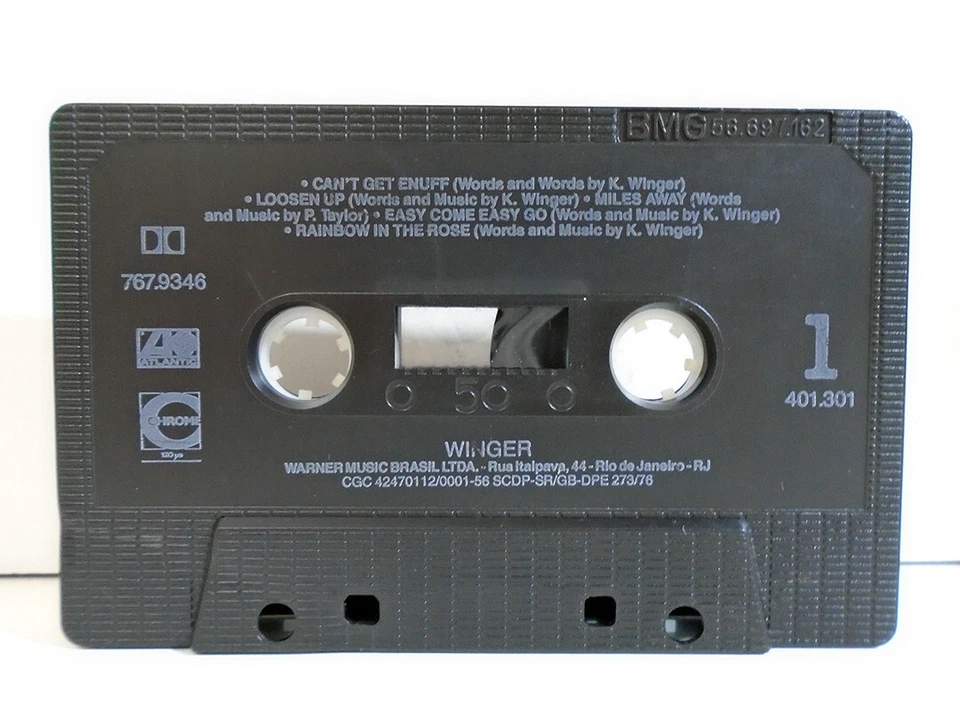 BMG 56.697.162
• CAN'T GET ENUFF (Words and Words by K. Winger)
• LOOSEN UP (Words and Music by K. Winger) • MILES AWAY (Words
and Music by P. Taylor) • EASY COME EASY GO (Words and Music by K. Winger)
• RAINBOW IN THE ROSE (Words and Music by K. Winger)
767.9346
ATLANTIC
CHROME
120 µs
50
1
401.301
WINGER
WARNER MUSIC BRASIL LTDA. - Rua Itaipava, 44 - Rio de Janeiro - RJ
CGC 42470112/0001-56 SCDP-SR/GB-DPE 273/76